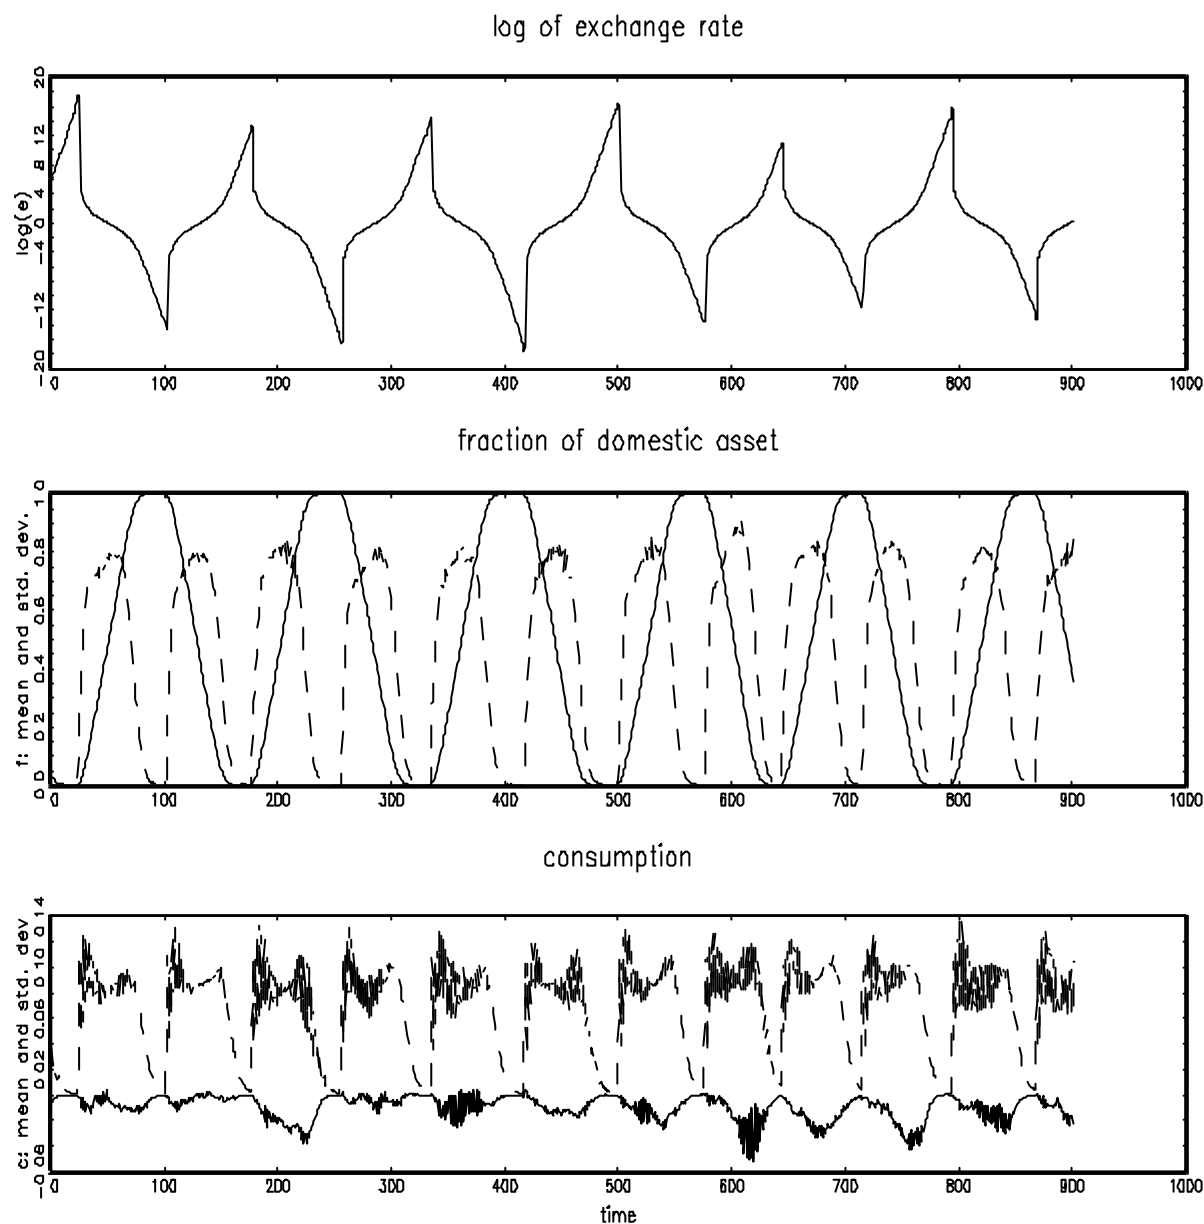 log of exchange rate
20
12
8
4
0
-4
-12
-20
log(e)
0 100 200 300 400 500 600 700 800 900 1000
fraction of domestic asset
1.0
0.8
0.6
0.4
0.2
0.0
f: mean and std. dev.
0 100 200 300 400 500 600 700 800 900 1000
consumption
0.14
0.10
0.06
0.02
-0.06
c: mean and std. dev
0 100 200 300 400 500 600 700 800 900 1000
time